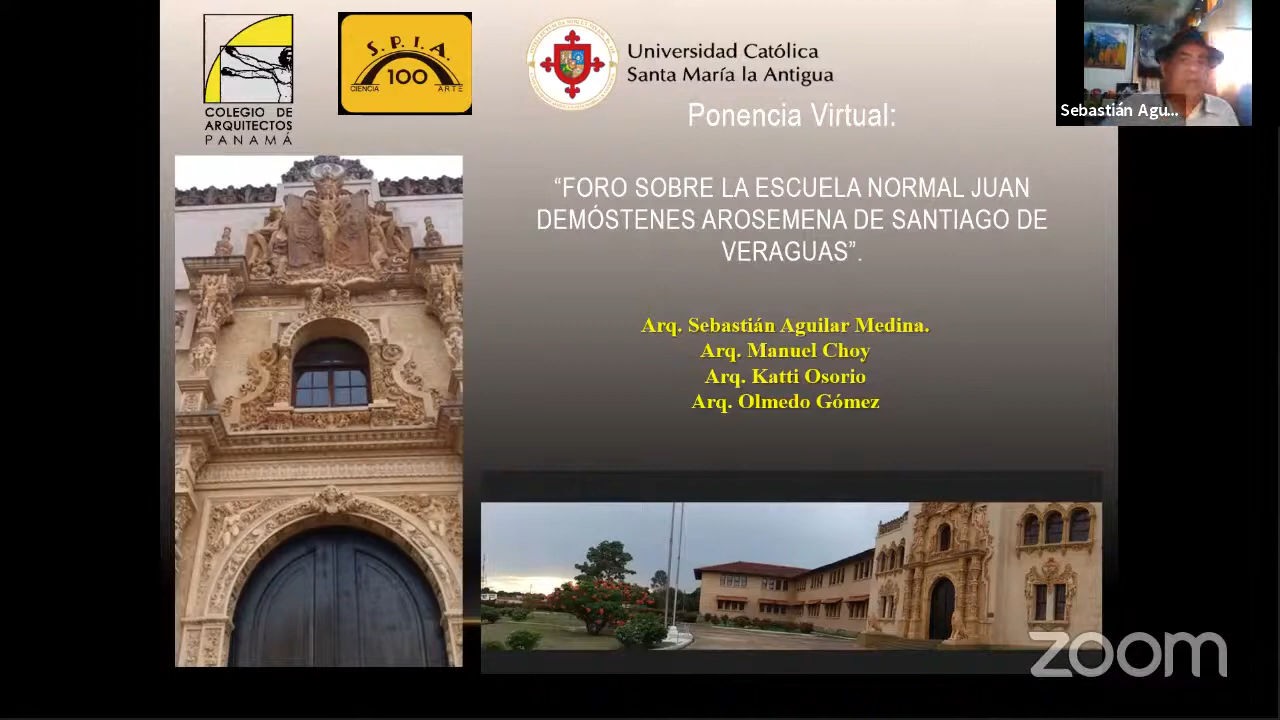 COLEGIO DE
ARQUITECTOS
PANAMÁ
S.P.I.A.
100
CIENCIA ARTE
Universidad Católica
Santa María la Antigua
Sebastián Agu...
Ponencia Virtual:
“FORO SOBRE LA ESCUELA NORMAL JUAN
DEMÓSTENES AROSEMENA DE SANTIAGO DE
VERAGUAS”.
Arq. Sebastián Aguilar Medina.
Arq. Manuel Choy
Arq. Katti Osorio
Arq. Olmedo Gómez
zoom